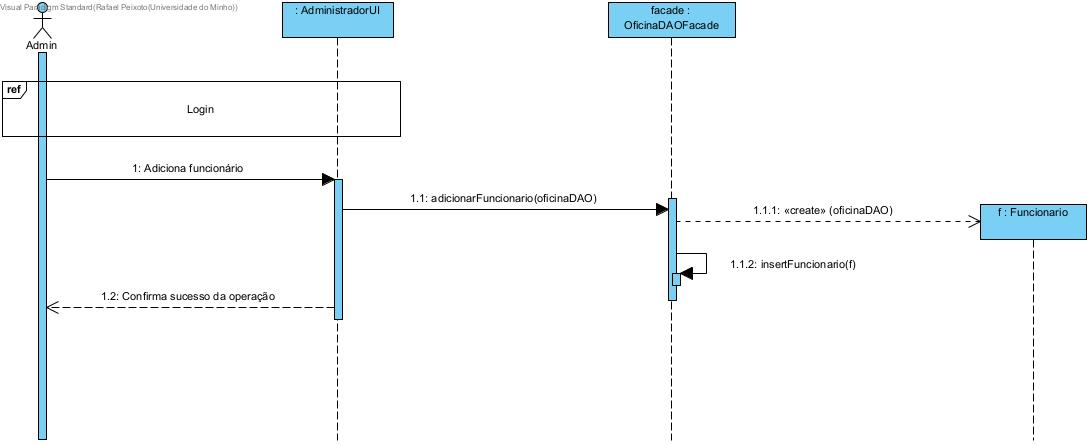 Visual Paradigm Standard(Rafael Peixoto(Universidade do Minho))
Admin
: AdministradorUI
facade :
OficinaDAOFacade
ref
Login
1: Adiciona funcionário
1.1: adicionarFuncionario(oficinaDAO)
1.1.1: «create» (oficinaDAO)
f : Funcionario
1.1.2: insertFuncionario(f)
1.2: Confirma sucesso da operação